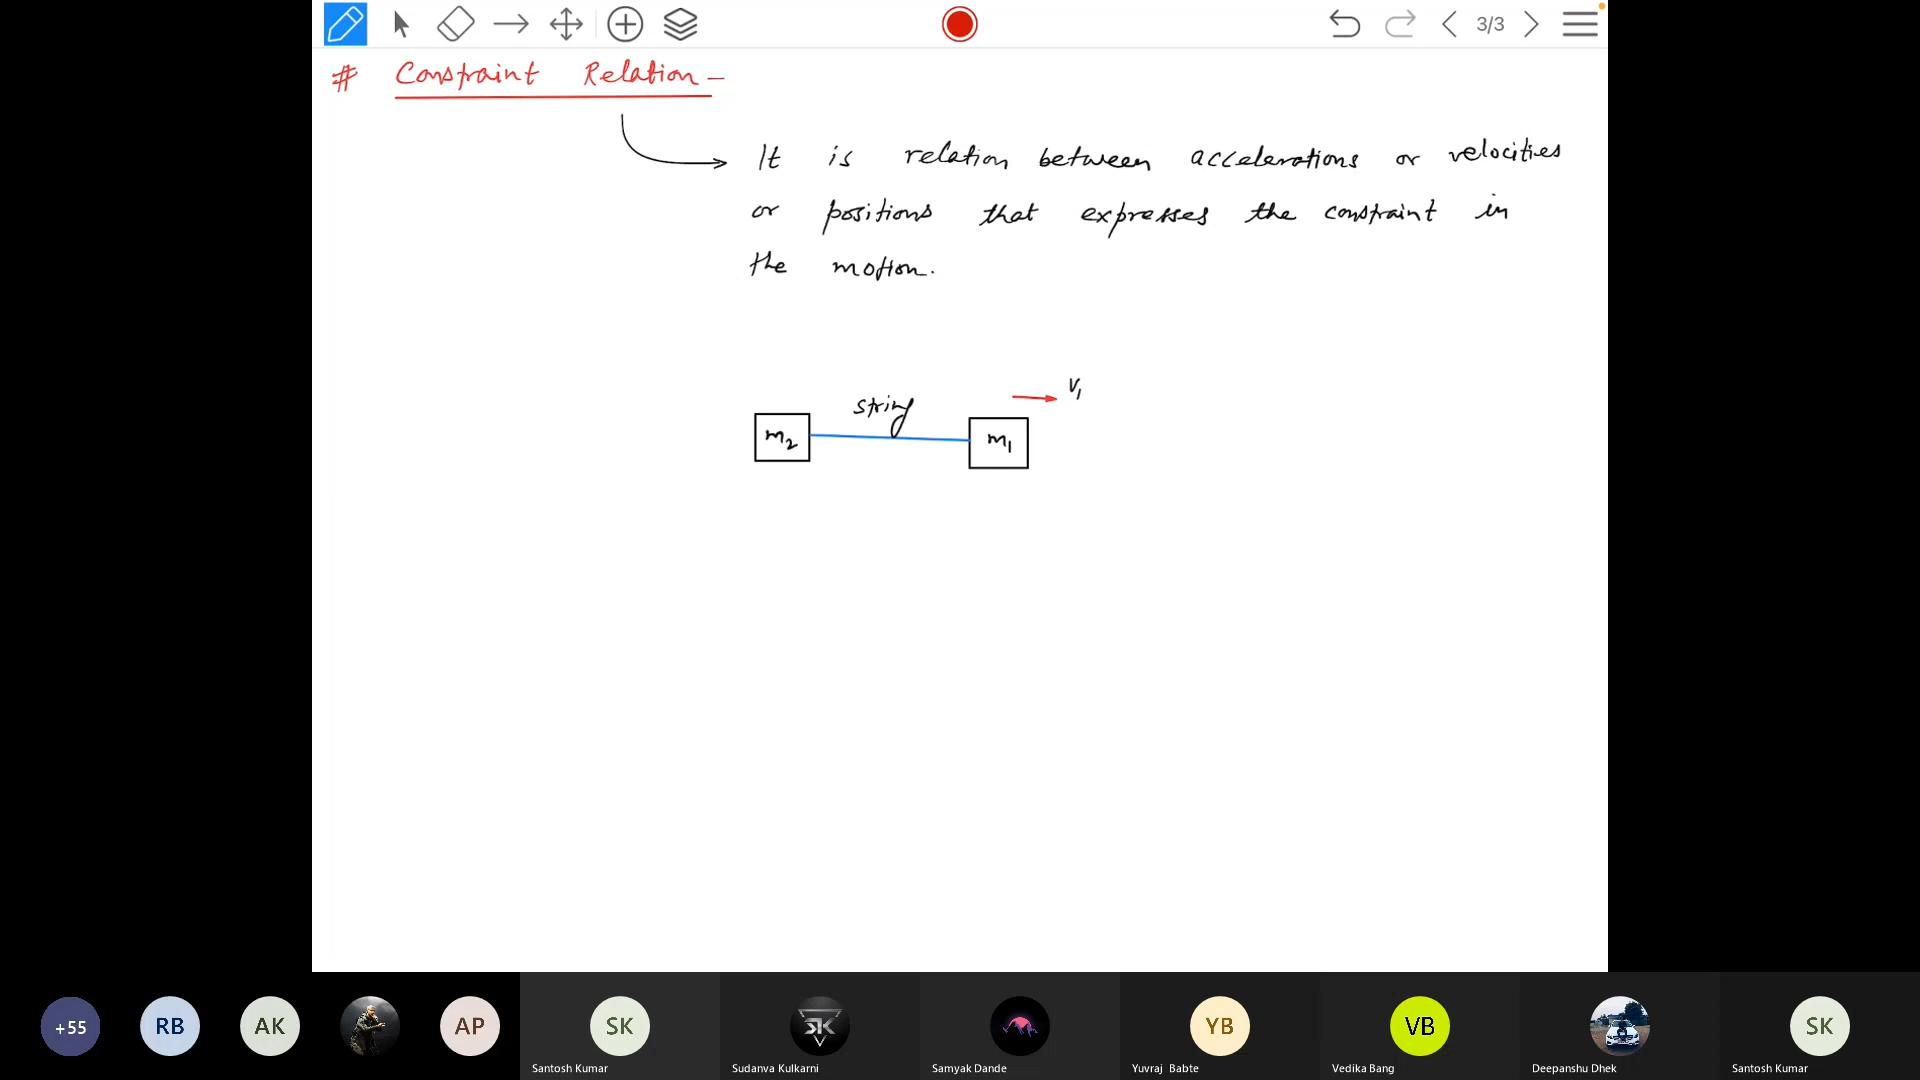 3/3
# Constraint Relation –
It is relation between accelerations or velocities
or positions that expresses the constraint in
the motion.
V1
string
m2
m1
+55
RB
AK
AP
SK
SK
YB
VB
SK
Santosh Kumar
Sudanva Kulkarni
Samyak Dande
Yuvraj Babte
Vedika Bang
Deepanshu Dhek
Santosh Kumar